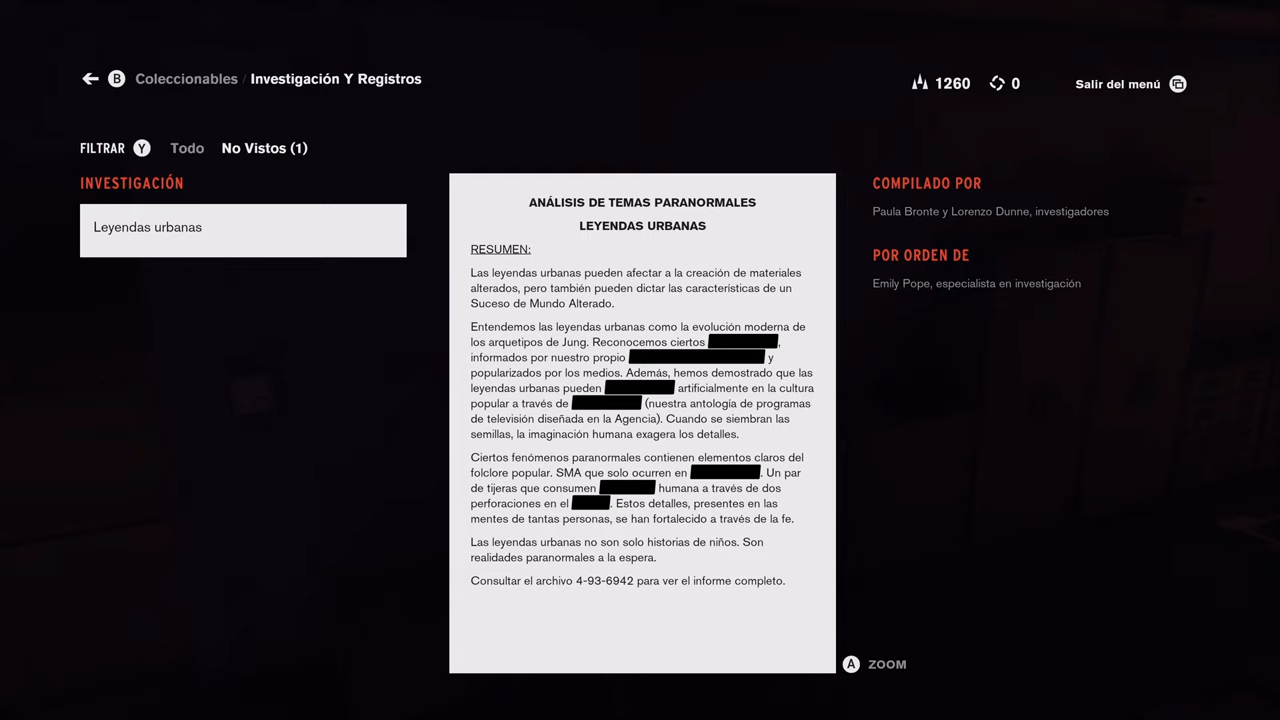 B Coleccionables / Investigación Y Registros
1260 0 Salir del menú
FILTRAR Y Todo No Vistos (1)
INVESTIGACIÓN
Leyendas urbanas
ANÁLISIS DE TEMAS PARANORMALES
LEYENDAS URBANAS
RESUMEN:
Las leyendas urbanas pueden afectar a la creación de materiales
alterados, pero también pueden dictar las características de un
Suceso de Mundo Alterado.
Entendemos las leyendas urbanas como la evolución moderna de
los arquetipos de Jung. Reconocemos ciertos ,
informados por nuestro propio y
popularizados por los medios. Además, hemos demostrado que las
leyendas urbanas pueden artificialmente en la cultura
popular a través de (nuestra antología de programas
de televisión diseñada en la Agencia). Cuando se siembran las
semillas, la imaginación humana exagera los detalles.
Ciertos fenómenos paranormales contienen elementos claros del
folclore popular. SMA que solo ocurren en . Un par
de tijeras que consumen humana a través de dos
perforaciones en el . Estos detalles, presentes en las
mentes de tantas personas, se han fortalecido a través de la fe.
Las leyendas urbanas no son solo historias de niños. Son
realidades paranormales a la espera.
Consultar el archivo 4-93-6942 para ver el informe completo.
COMPILADO POR
Paula Bronte y Lorenzo Dunne, investigadores
POR ORDEN DE
Emily Pope, especialista en investigación
A ZOOM